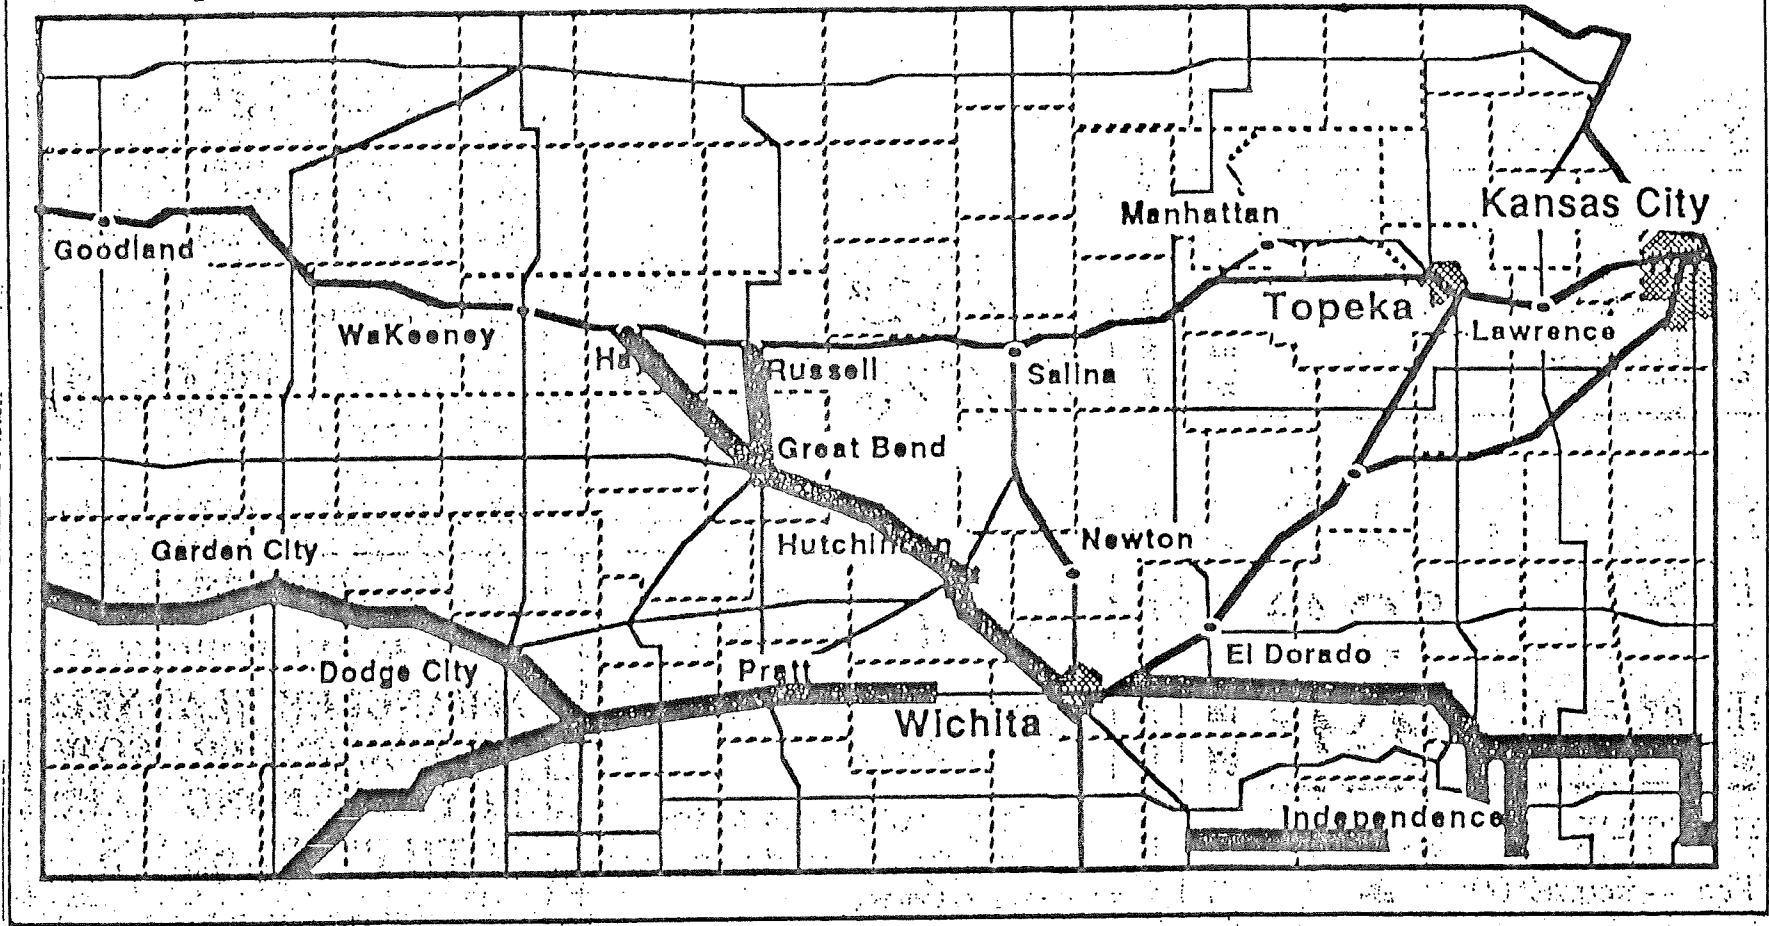 Kansas City
Manhattan
Goodland
Topeka
WaKeeney
Lawrence
Russell
Salina
Great Bend
Garden City
Newton
El Dorado
Dodge City
Pratt
Wichita
Independence